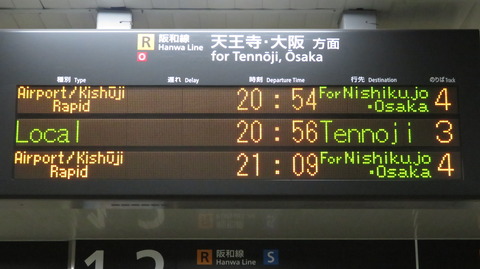 R 阪和線 天王寺・大阪 方面
Hanwa Line
O for Tennōji, Ōsaka
種別 Type 遅れ Delay 時刻 Departure Time 行先 Destination のりば Track
Airport/Kishūji Rapid 20:54 For Nishikujo・Osaka 4
Local 20:56 Tennoji 3
Airport/Kishūji Rapid 21:09 For Nishikujo・Osaka 4
R 阪和線 S
Hanwa Line